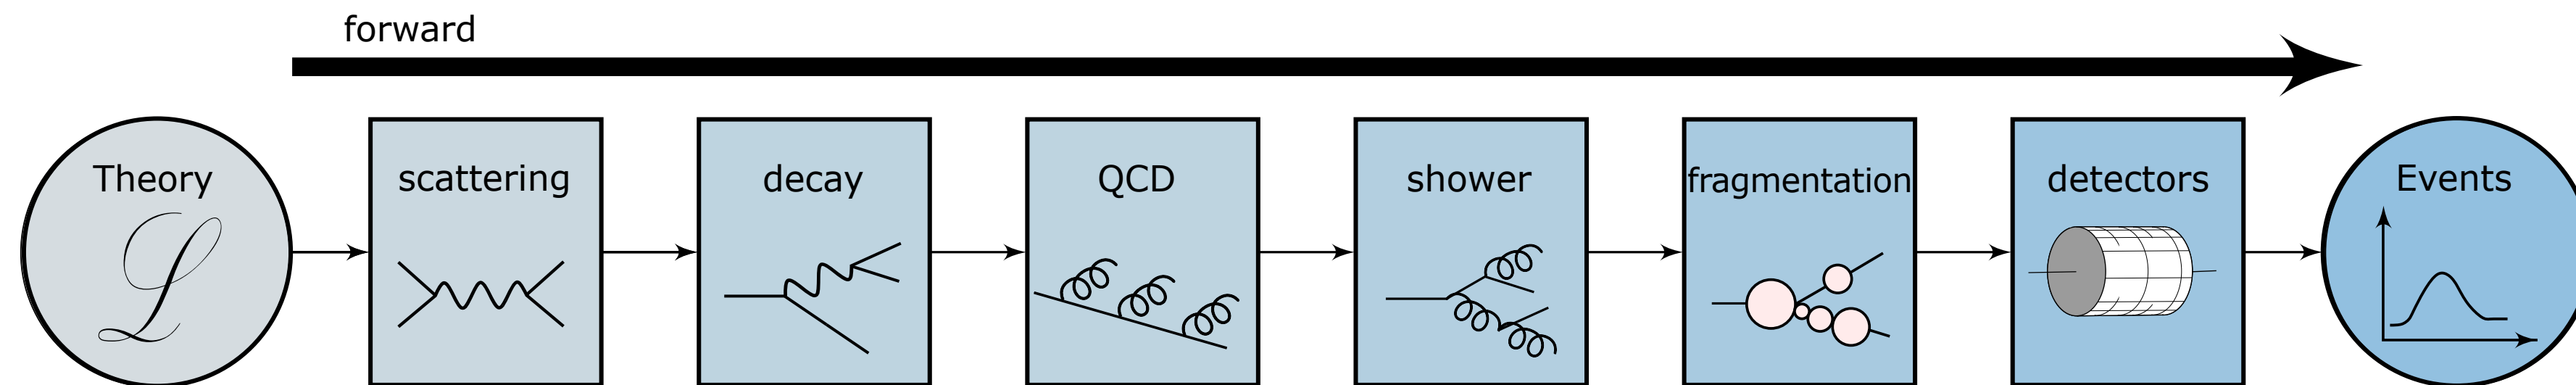 forward
Theory
scattering
decay
QCD
shower
fragmentation
detectors
Events
ℒ